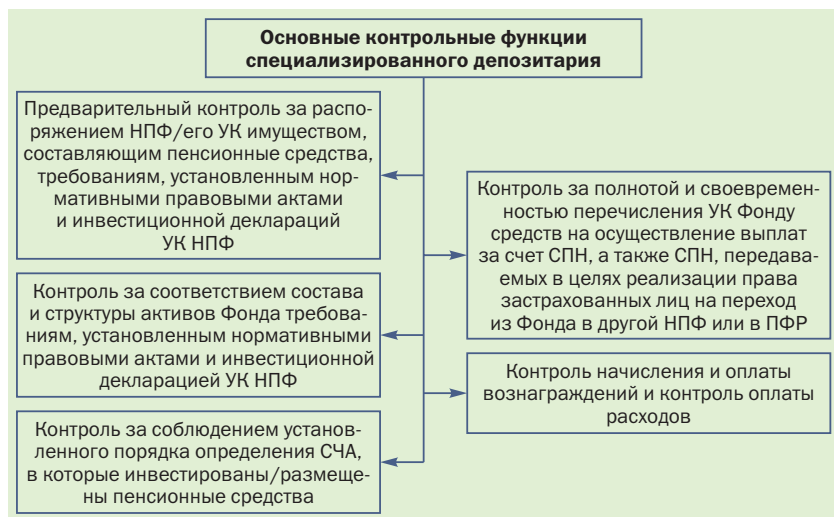 Основные контрольные функции
специализированного депозитария
Предварительный контроль за распо-
ряжением НПФ/его УК имуществом,
составляющим пенсионные средства,
требованиям, установленным нор-
мативными правовыми актами
и инвестиционной деклараций
УК НПФ
Контроль за соответствием состава
и структуры активов Фонда требова-
ниям, установленным нормативными
правовыми актами и инвестиционной
декларацией УК НПФ
Контроль за соблюдением установ-
ленного порядка определения СЧА,
в которые инвестированы/размеще-
ны пенсионные средства
Контроль за полнотой и своевремен-
ностью перечисления УК Фонду
средств на осуществление выплат
за счет СПН, а также СПН, передава-
емых в целях реализации права
застрахованных лиц на переход
из Фонда в другой НПФ или в ПФР
Контроль начисления и оплаты
вознаграждений и контроль оплаты
расходов